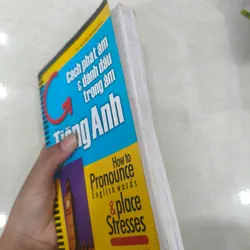 Cách phát âm
& đánh dấu
trọng âm
Tiếng Anh
How to
Pronounce
English words
& place
Stresses